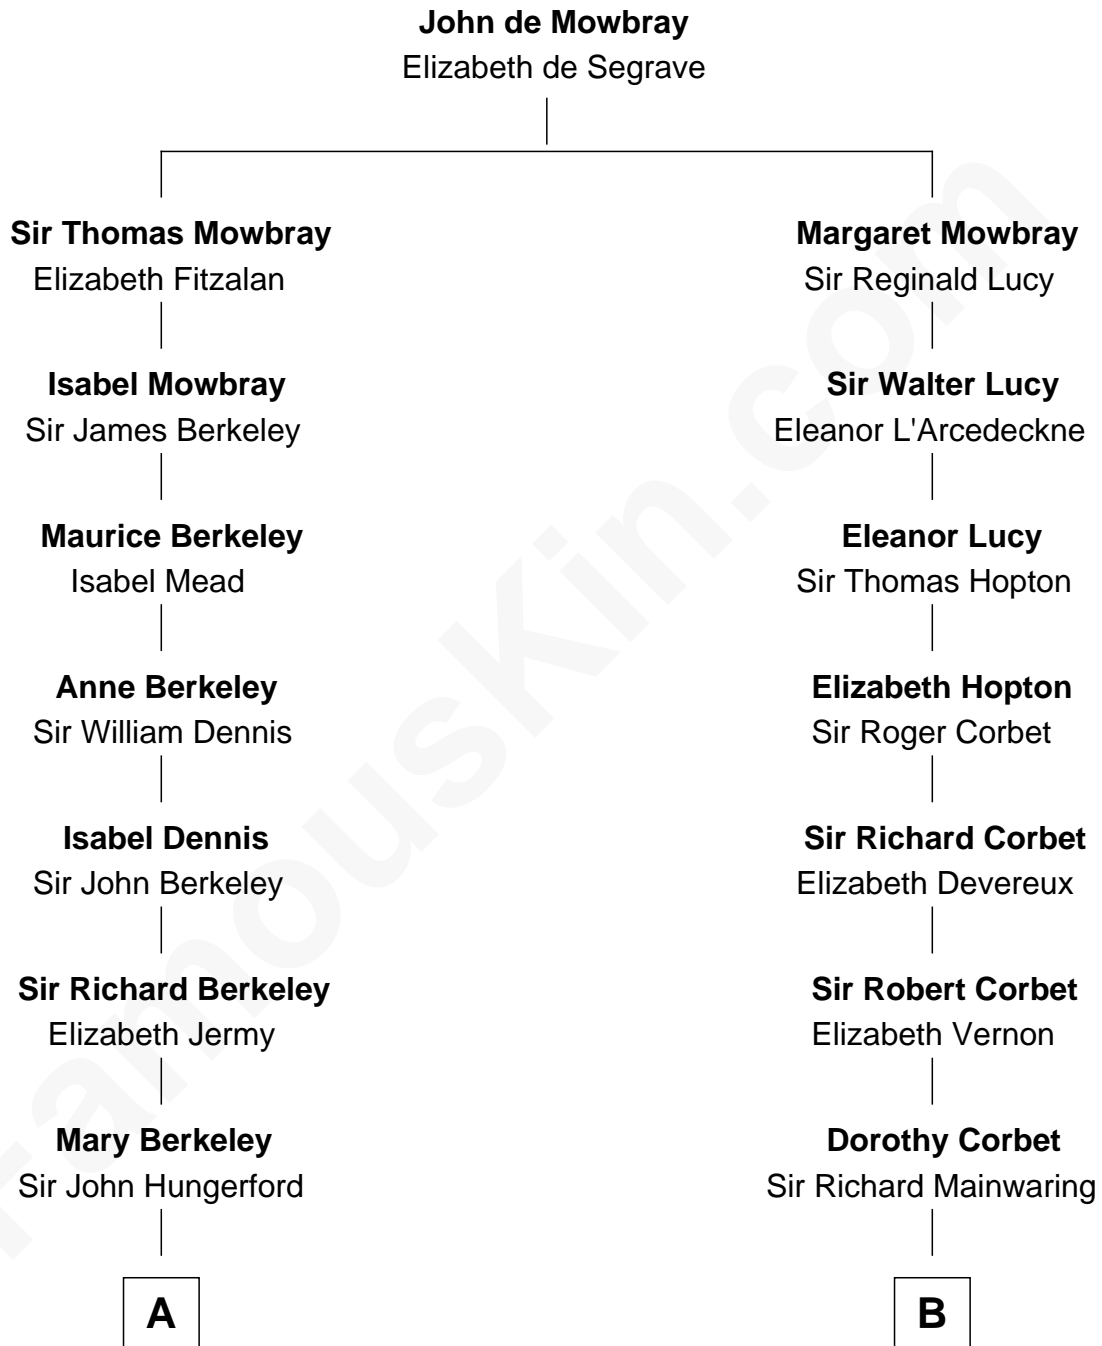 John de Mowbray
Elizabeth de Segrave
Sir Thomas Mowbray
Elizabeth Fitzalan
Isabel Mowbray
Sir James Berkeley
Maurice Berkeley
Isabel Mead
Anne Berkeley
Sir William Dennis
Isabel Dennis
Sir John Berkeley
Sir Richard Berkeley
Elizabeth Jermy
Mary Berkeley
Sir John Hungerford
A
Margaret Mowbray
Sir Reginald Lucy
Sir Walter Lucy
Eleanor L'Arcedeckne
Eleanor Lucy
Sir Thomas Hopton
Elizabeth Hopton
Sir Roger Corbet
Sir Richard Corbet
Elizabeth Devereux
Sir Robert Corbet
Elizabeth Vernon
Dorothy Corbet
Sir Richard Mainwaring
B
FamousKin.com